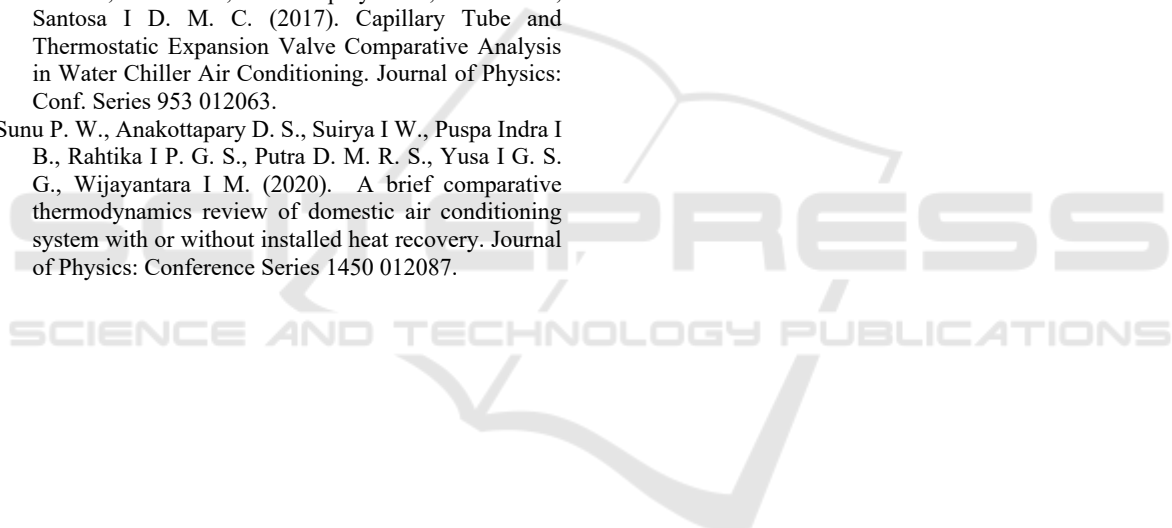 Santosa I D. M. C. (2017). Capillary Tube and
Thermostatic Expansion Valve Comparative Analysis
in Water Chiller Air Conditioning. Journal of Physics:
Conf. Series 953 012063.
Sunu P. W., Anakottapary D. S., Suirya I W., Puspa Indra I
B., Rahtika I P. G. S., Putra D. M. R. S., Yusa I G. S.
G., Wijayantara I M. (2020). A brief comparative
thermodynamics review of domestic air conditioning
system with or without installed heat recovery. Journal
of Physics: Conference Series 1450 012087.
SCITEPRESS
SCIENCE AND TECHNOLOGY PUBLICATIONS